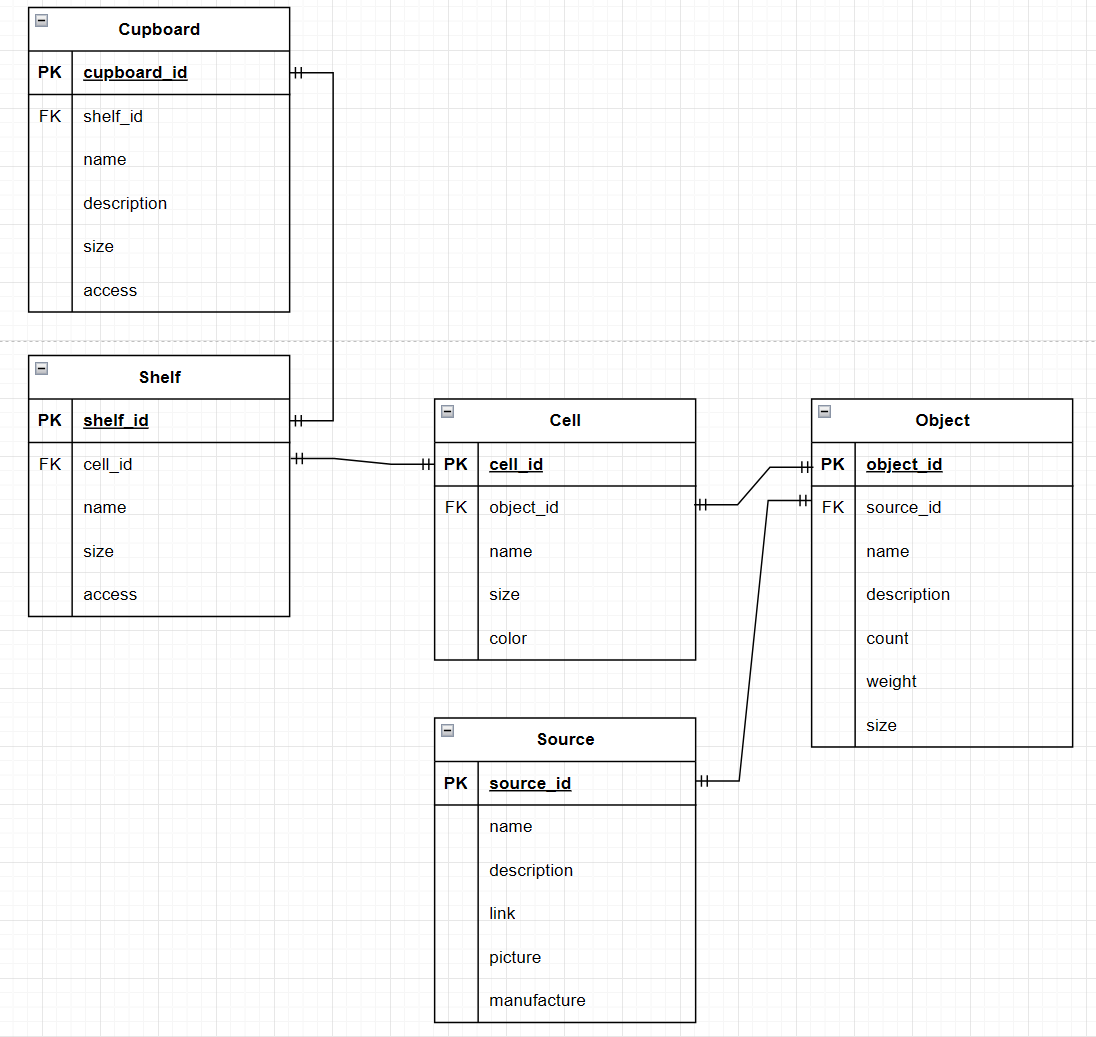 Cupboard
PK cupboard_id
FK shelf_id
name
description
size
access
Shelf
PK shelf_id
FK cell_id
name
size
access
Cell
PK cell_id
FK object_id
name
size
color
Object
PK object_id
FK source_id
name
description
count
weight
size
Source
PK source_id
name
description
link
picture
manufacture